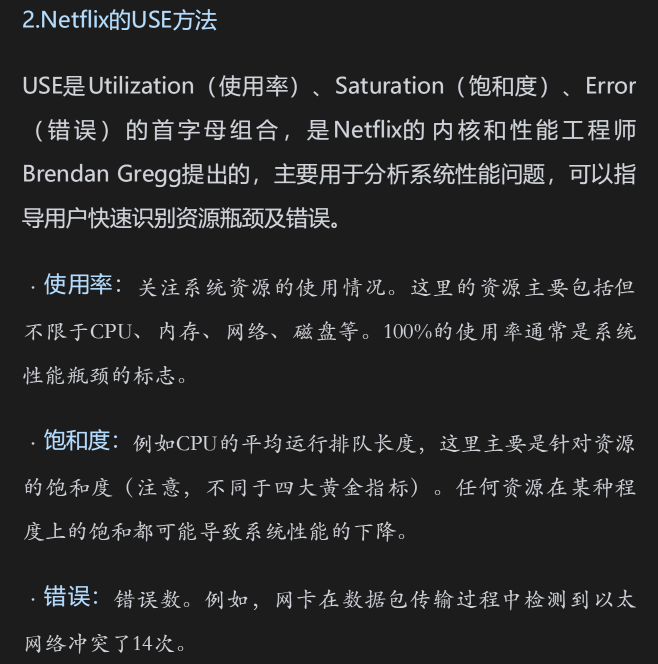 2.Netflix的USE方法
USE是Utilization（使用率）、Saturation（饱和度）、Error
（错误）的首字母组合，是Netflix的内核和性能工程师
Brendan Gregg提出的，主要用于分析系统性能问题，可以指
导用户快速识别资源瓶颈及错误。
· 使用率：关注系统资源的使用情况。这里的资源主要包括但
不限于CPU、内存、网络、磁盘等。100%的使用率通常是系统
性能瓶颈的标志。
· 饱和度：例如CPU的平均运行排队长度，这里主要是针对资源
的饱和度（注意，不同于四大黄金指标）。任何资源在某种程
度上的饱和都可能导致系统性能的下降。
· 错误：错误数。例如，网卡在数据包传输过程中检测到以太
网络冲突了14次。